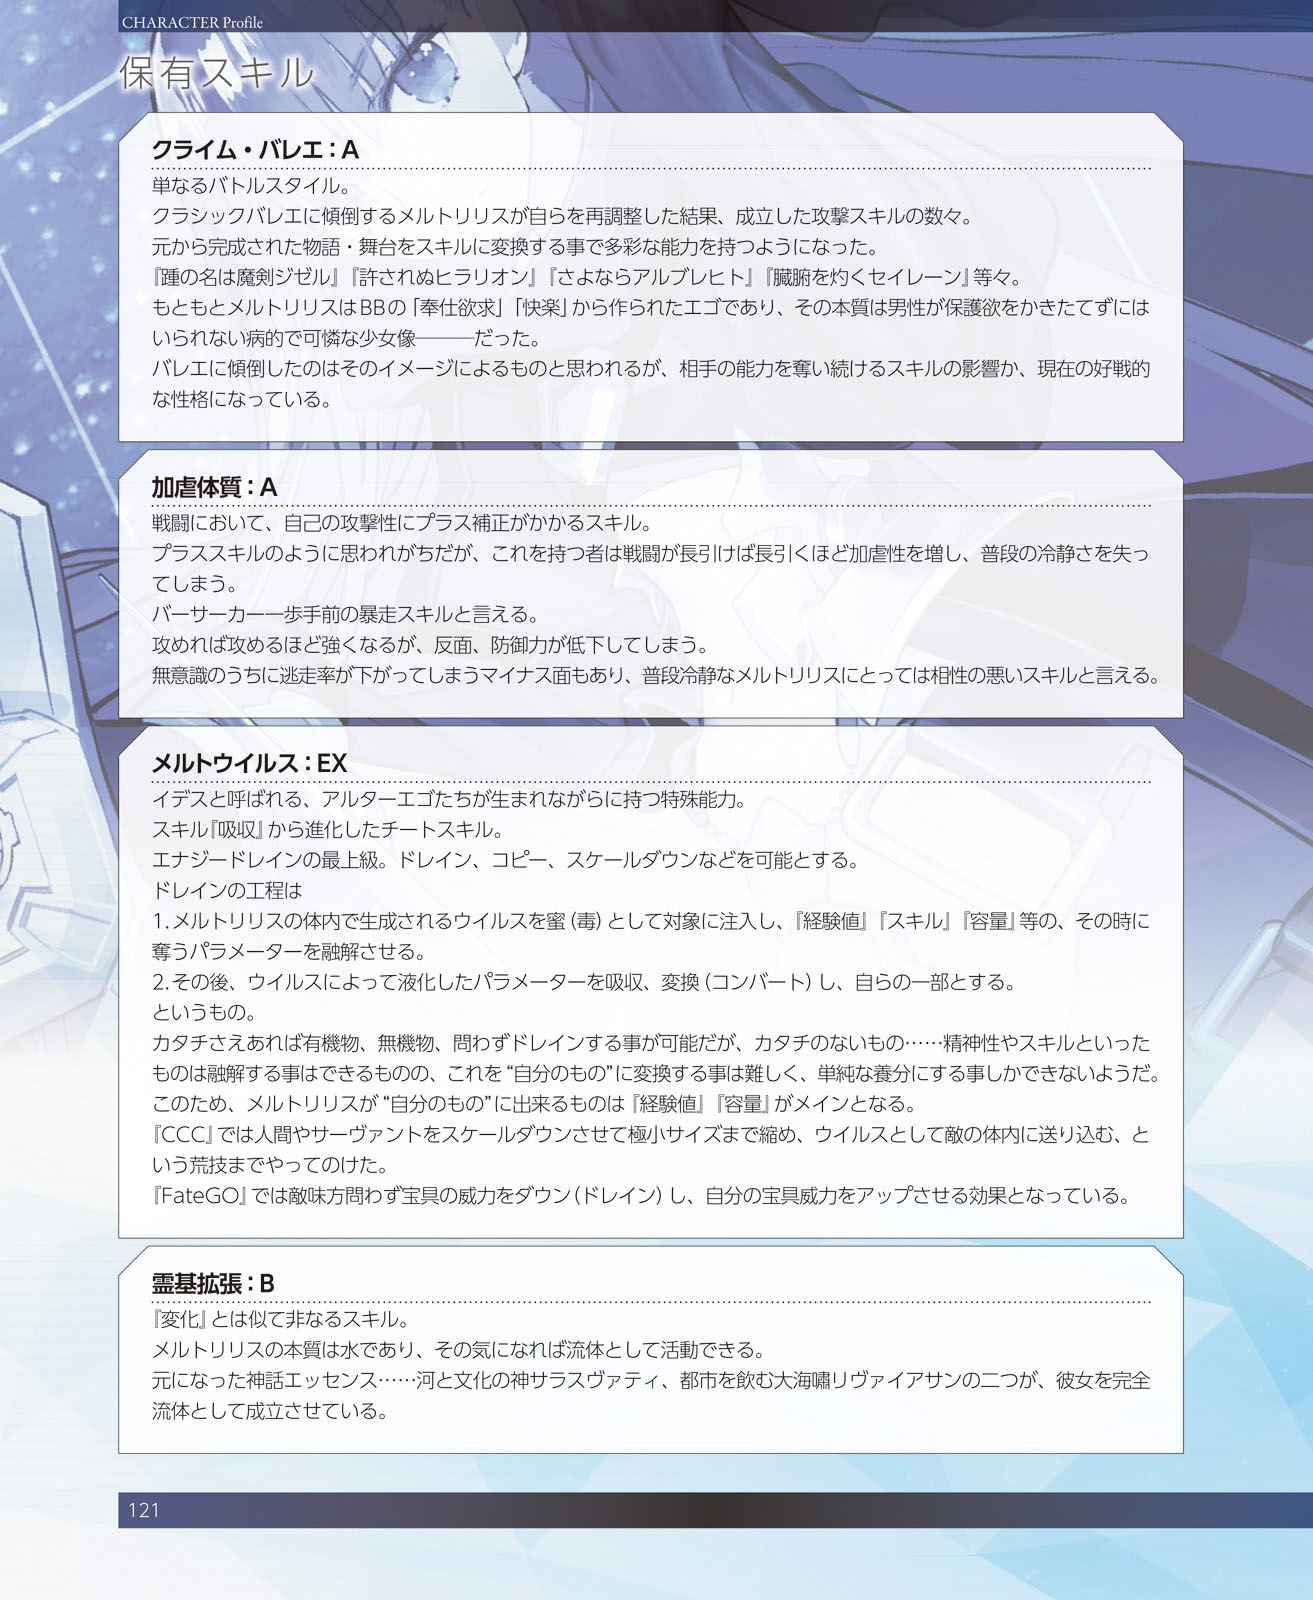 CHARACTER Profile
保有スキル
クライム・バレエ：A
単なるバトルスタイル。
クラシックバレエに傾倒するメルトリリスが自らを再調整した結果、成立した攻撃スキルの数々。
元から完成された物語・舞台をスキルに変換する事で多彩な能力を持つようになった。
『踵の名は魔剣ジゼル』『許されぬヒラリオン』『さよならアルブレヒト』『臓腑を灼くセイレーン』等々。
もともとメルトリリスはBBの「奉仕欲求」「快楽」から作られたエゴであり、その本質は男性が保護欲をかきたてずには
いられない病的で可憐な少女像―――だった。
バレエに傾倒したのはそのイメージによるものと思われるが、相手の能力を奪い続けるスキルの影響か、現在の好戦的
な性格になっている。
加虐体質：A
戦闘において、自己の攻撃性にプラス補正がかかるスキル。
プラススキルのように思われがちだが、これを持つ者は戦闘が長引けば長引くほど加虐性を増し、普段の冷静さを失っ
てしまう。
バーサーカー一歩手前の暴走スキルと言える。
攻めれば攻めるほど強くなるが、反面、防御力が低下してしまう。
無意識のうちに逃走率が下がってしまうマイナス面もあり、普段冷静なメルトリリスにとっては相性の悪いスキルと言える。
メルトウイルス：EX
イデスと呼ばれる、アルターエゴたちが生まれながらに持つ特殊能力。
スキル『吸収』から進化したチートスキル。
エナジードレインの最上級。ドレイン、コピー、スケールダウンなどを可能とする。
ドレインの工程は
1.メルトリリスの体内で生成されるウイルスを蜜（毒）として対象に注入し、『経験値』『スキル』『容量』等の、その時に
奪うパラメーターを融解させる。
2.その後、ウイルスによって液化したパラメーターを吸収、変換（コンバート）し、自らの一部とする。
というもの。
カタチさえあれば有機物、無機物、問わずドレインする事が可能だが、カタチのないもの……精神性やスキルといった
ものは融解する事はできるものの、これを“自分のもの”に変換する事は難しく、単純な養分にする事しかできないようだ。
このため、メルトリリスが“自分のもの”に出来るものは『経験値』『容量』がメインとなる。
『CCC』では人間やサーヴァントをスケールダウンさせて極小サイズまで縮め、ウイルスとして敵の体内に送り込む、と
いう荒技までやってのけた。
『FateGO』では敵味方問わず宝具の威力をダウン（ドレイン）し、自分の宝具威力をアップさせる効果となっている。
霊基拡張：B
『変化』とは似て非なるスキル。
メルトリリスの本質は水であり、その気になれば流体として活動できる。
元になった神話エッセンス……河と文化の神サラスヴァティ、都市を飲む大海嘯リヴァイアサンの二つが、彼女を完全
流体として成立させている。
121